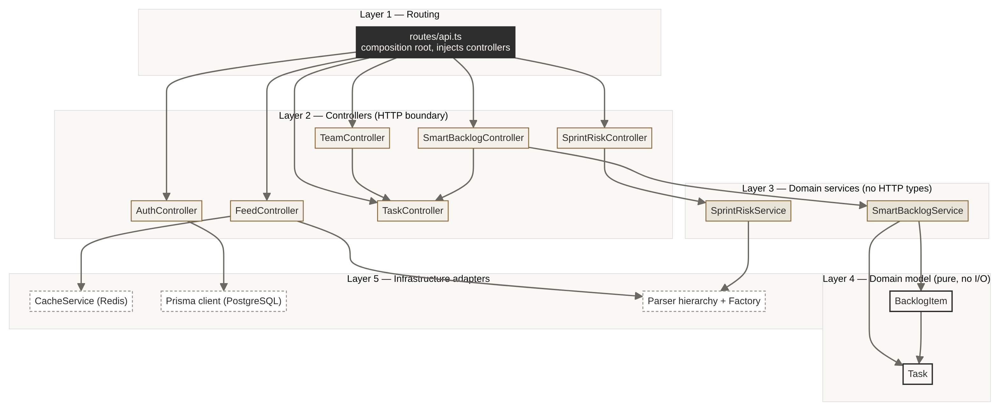 Layer 1 — Routing
routes/api.ts
composition root, injects controllers
Layer 2 — Controllers (HTTP boundary)
TeamController
SmartBacklogController
SprintRiskController
Layer 3 — Domain services (no HTTP types)
AuthController
FeedController
TaskController
SprintRiskService
SmartBacklogService
Layer 5 — Infrastructure adapters
Layer 4 — Domain model (pure, no I/O)
CacheService (Redis)
Prisma client (PostgreSQL)
Parser hierarchy + Factory
BacklogItem
Task